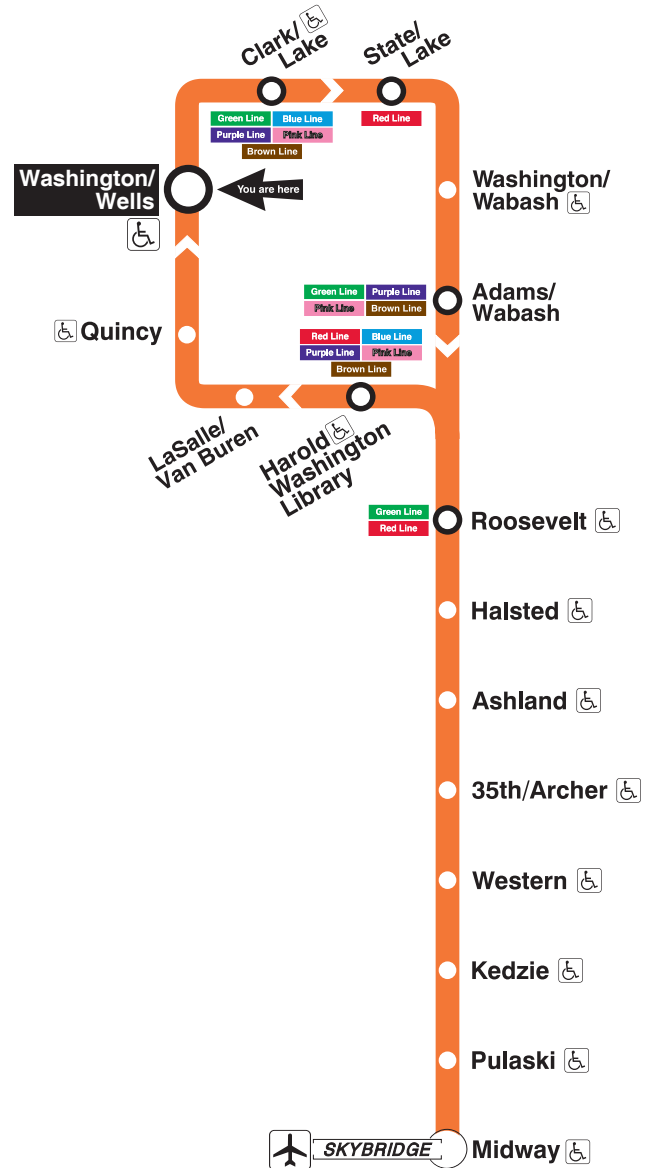 Clark/
Lake
State/
Lake
Green Line
Blue Line
Purple Line
Pink Line
Brown Line
Red Line
Washington/
Wells
You are here
Washington/
Wabash
Green Line
Purple Line
Pink Line
Brown Line
Adams/
Wabash
Quincy
Red Line
Blue Line
Purple Line
Pink Line
Brown Line
LaSalle/
Van Buren
Harold
Washington
Library
Green Line
Red Line
Roosevelt
Halsted
Ashland
35th/Archer
Western
Kedzie
Pulaski
SKYBRIDGE
Midway